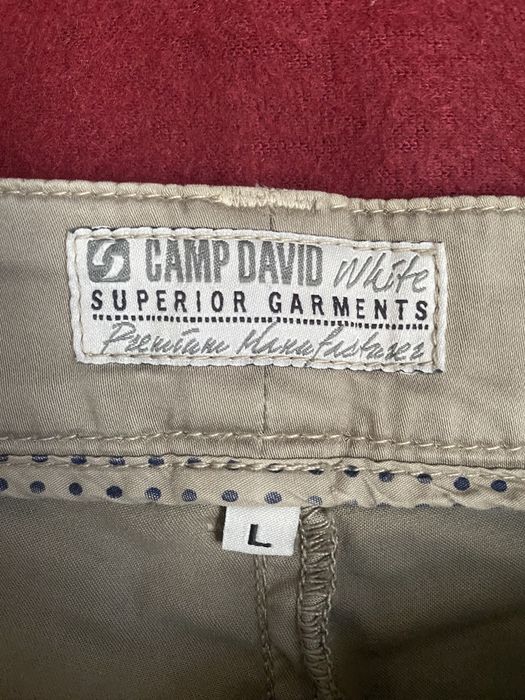 CAMP DAVID White
SUPERIOR GARMENTS
Premium Manufacturer
L